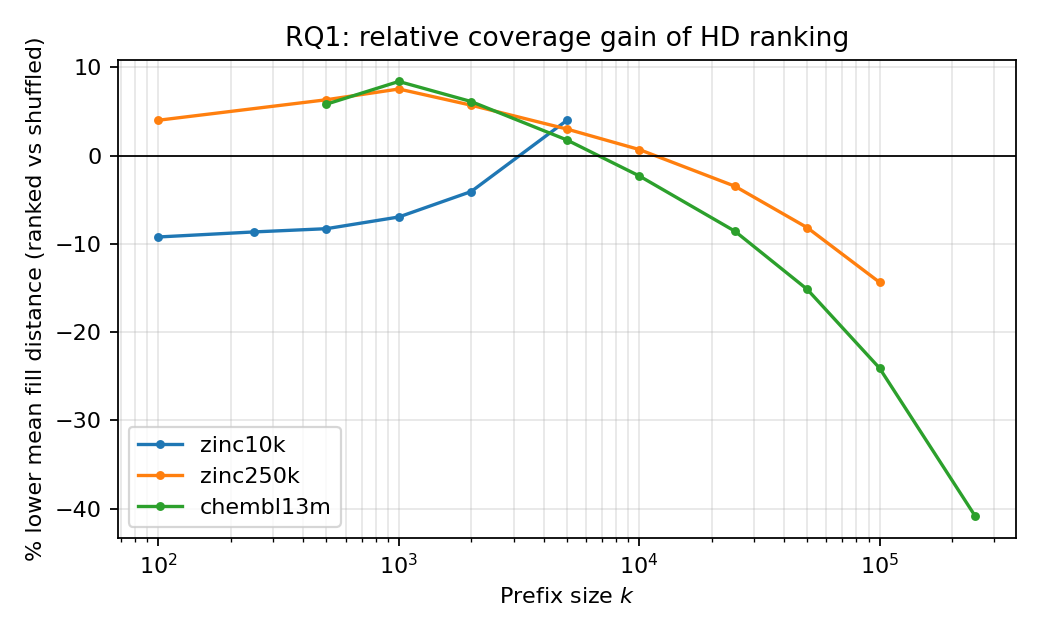 RQ1: relative coverage gain of HD ranking
% lower mean fill distance (ranked vs shuffled)
10
0
−10
−20
−30
−40
zinc10k
zinc250k
chembl13m
10² 10³ 10⁴ 10⁵
Prefix size k